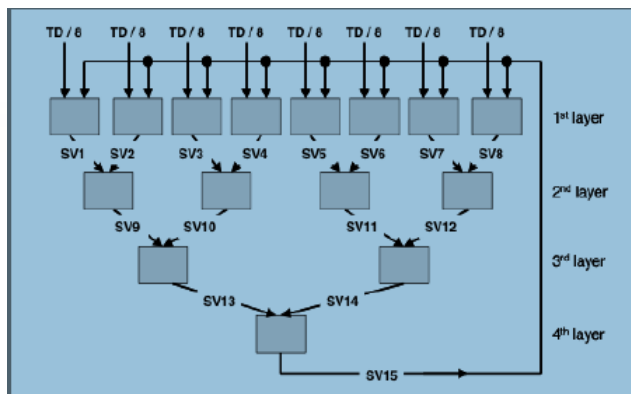 TD / 8 TD / 8 TD / 8 TD / 8 TD / 8 TD / 8 TD / 8 TD / 8
1st layer
SV1 SV2 SV3 SV4 SV5 SV6 SV7 SV8
2nd layer
SV9 SV10 SV11 SV12
3rd layer
SV13 SV14
4th layer
SV15